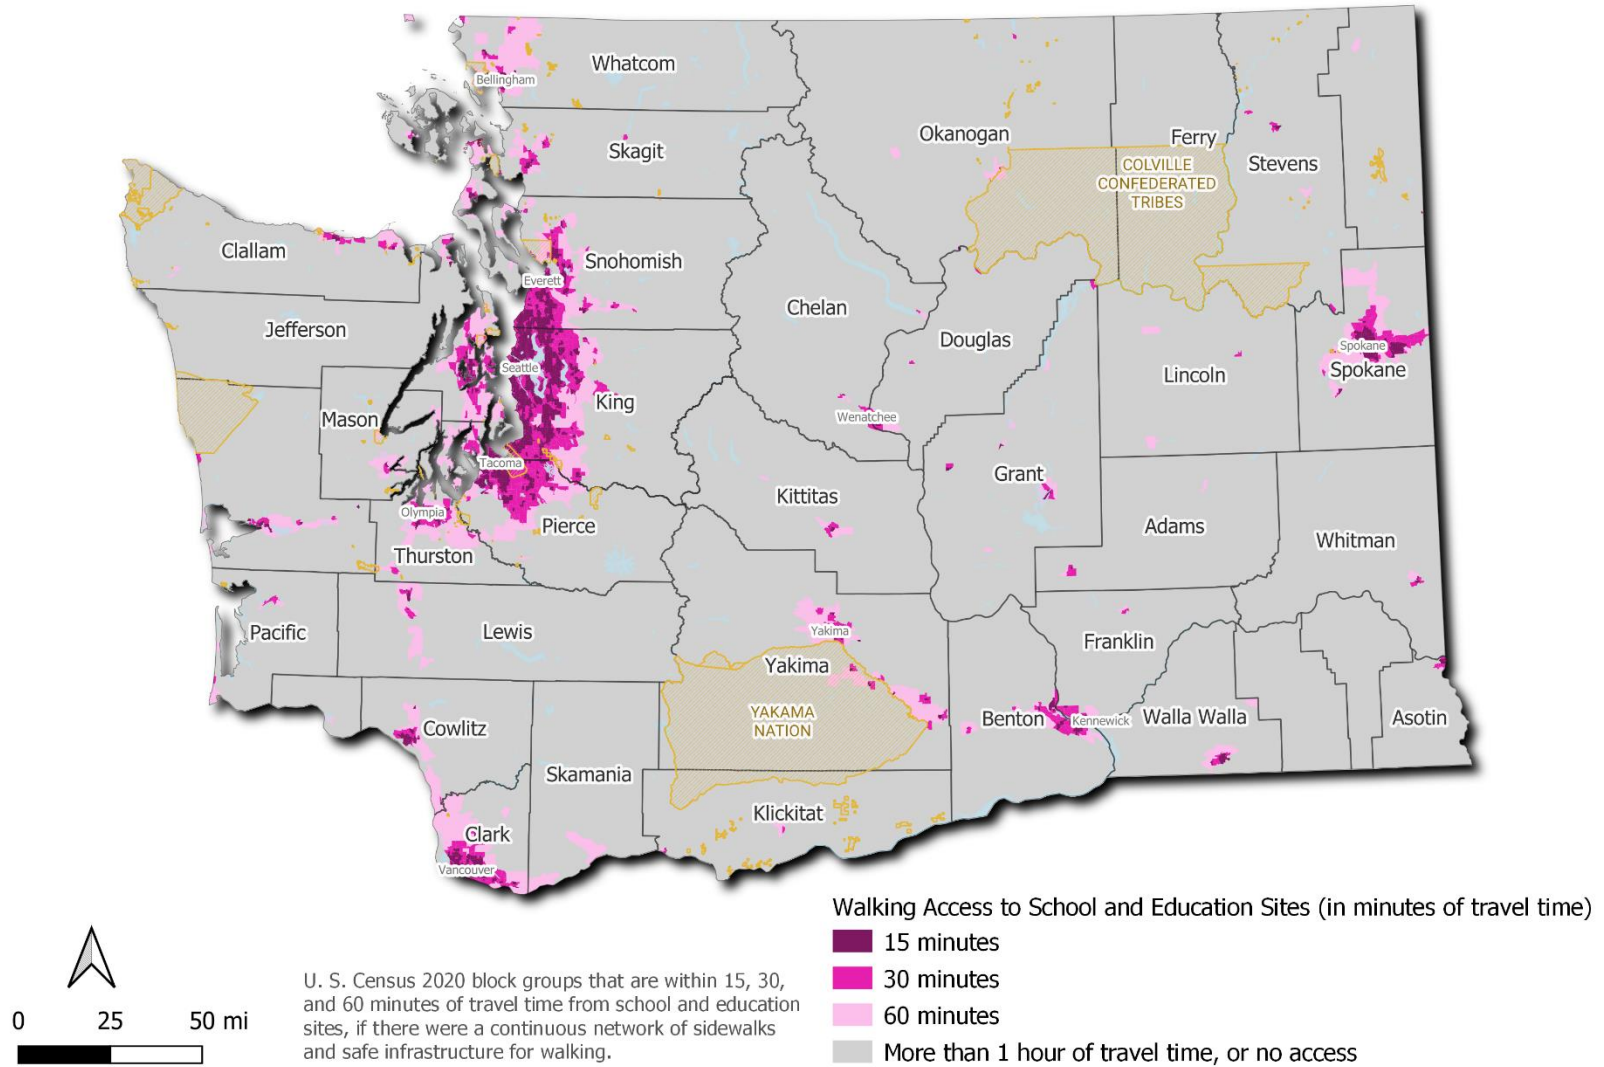 Whatcom
Bellingham
Okanogan
Ferry
Skagit
Stevens
COLVILLE
CONFEDERATED
TRIBES
Clallam
Snohomish
Everett
Chelan
Jefferson
Douglas
Spokane
Seattle
Lincoln
Spokane
King
Mason
Wenatchee
Tacoma
Grant
Kittitas
Olympia
Pierce
Adams
Whitman
Thurston
Pacific
Lewis
Yakima
Franklin
Yakima
YAKAMA
NATION
Benton
Kennewick
Walla Walla
Asotin
Cowlitz
Skamania
Klickitat
Clark
Vancouver
Walking Access to School and Education Sites (in minutes of travel time)
15 minutes
30 minutes
60 minutes
More than 1 hour of travel time, or no access
U. S. Census 2020 block groups that are within 15, 30,
and 60 minutes of travel time from school and education
sites, if there were a continuous network of sidewalks
and safe infrastructure for walking.
0 25 50 mi